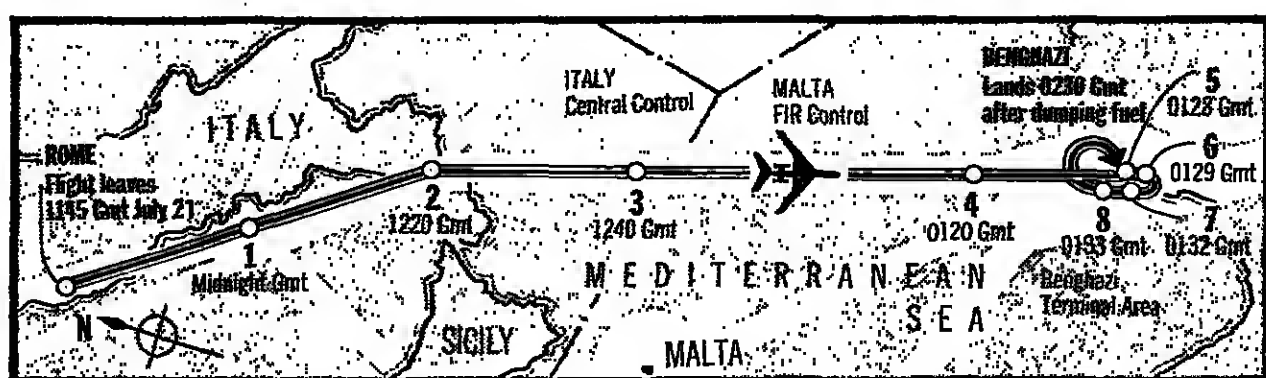 ITALY
ROME
Flight leaves
1145 Gmt July 21
1
Midnight Gmt
2
1220 Gmt
ITALY
Central Control
3
1240 Gmt
MALTA
FIR Control
4
0120 Gmt
BENGHAZI
Lands 0230 Gmt
after dumping fuel
5
0128 Gmt
6
0129 Gmt
7
0132 Gmt
8
0133 Gmt
Benghazi
Terminal Area
MEDITERRANEAN
SEA
SICILY
MALTA
N